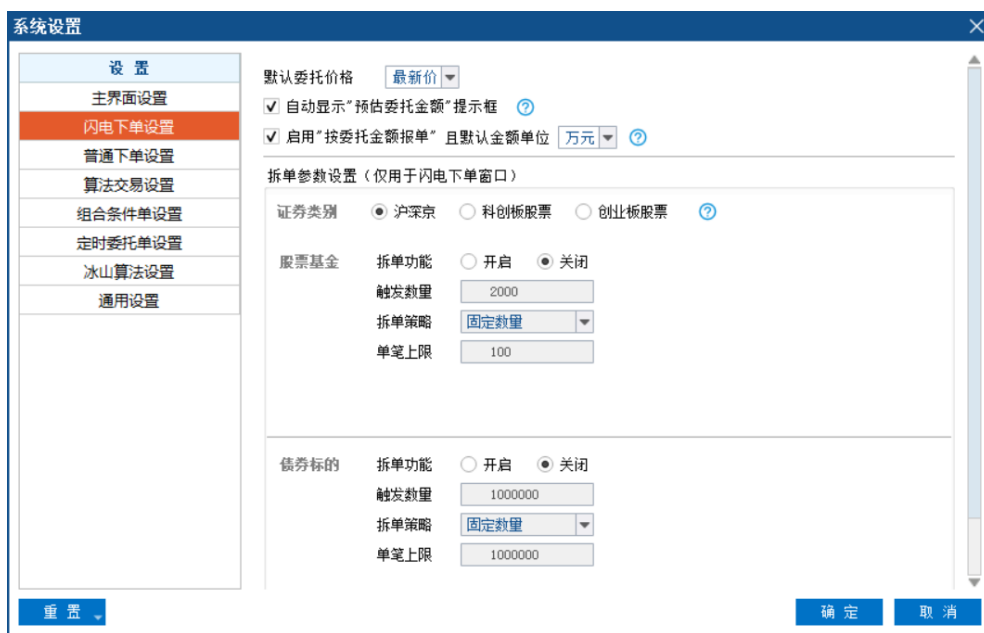 系统设置
设 置
主界面设置
闪电下单设置
普通下单设置
算法交易设置
组合条件单设置
定时委托单设置
冰山算法设置
通用设置
默认委托价格 最新价
自动显示"预估委托金额"提示框 ?
启用"按委托金额报单" 且默认金额单位 万元 ?
拆单参数设置（仅用于闪电下单窗口）
证券类别 沪深京 科创板股票 创业板股票 ?
股票基金 拆单功能 开启 关闭
触发数量 2000
拆单策略 固定数量
单笔上限 100
债券标的 拆单功能 开启 关闭
触发数量 1000000
拆单策略 固定数量
单笔上限 1000000
重 置 确 定 取 消